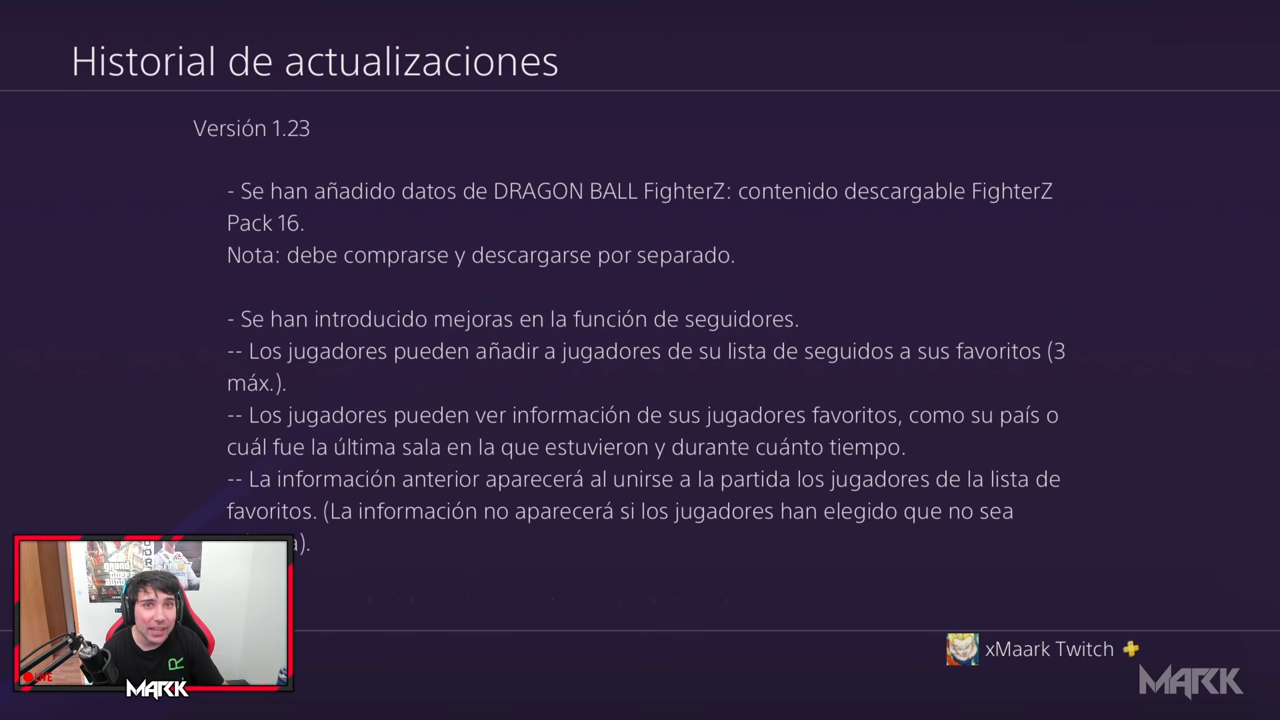 Historial de actualizaciones
Versión 1.23
- Se han añadido datos de DRAGON BALL FighterZ: contenido descargable FighterZ
Pack 16.
Nota: debe comprarse y descargarse por separado.
- Se han introducido mejoras en la función de seguidores.
-- Los jugadores pueden añadir a jugadores de su lista de seguidos a sus favoritos (3
máx.).
-- Los jugadores pueden ver información de sus jugadores favoritos, como su país o
cuál fue la última sala en la que estuvieron y durante cuánto tiempo.
-- La información anterior aparecerá al unirse a la partida los jugadores de la lista de
favoritos. (La información no aparecerá si los jugadores han elegido que no sea
a).
grand
theft
auto
R
LIVE
MARK
xMaark Twitch
MARK